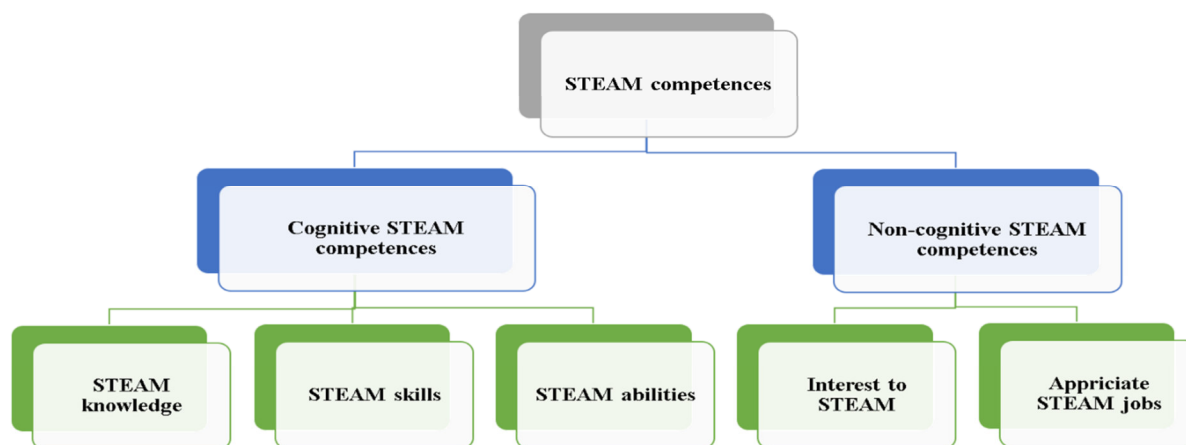 STEAM competences
Cognitive STEAM
competences
Non-cognitive STEAM
competences
STEAM
knowledge
STEAM skills
STEAM abilities
Interest to
STEAM
Appriciate
STEAM jobs